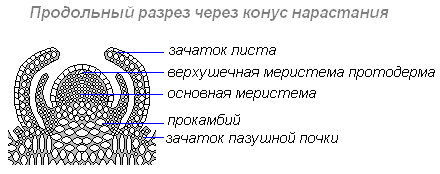 Продольный разрез через конус нарастания
зачаток листа
верхушечная меристема протодерма
основная меристема
прокамбий
зачаток пазушной почки